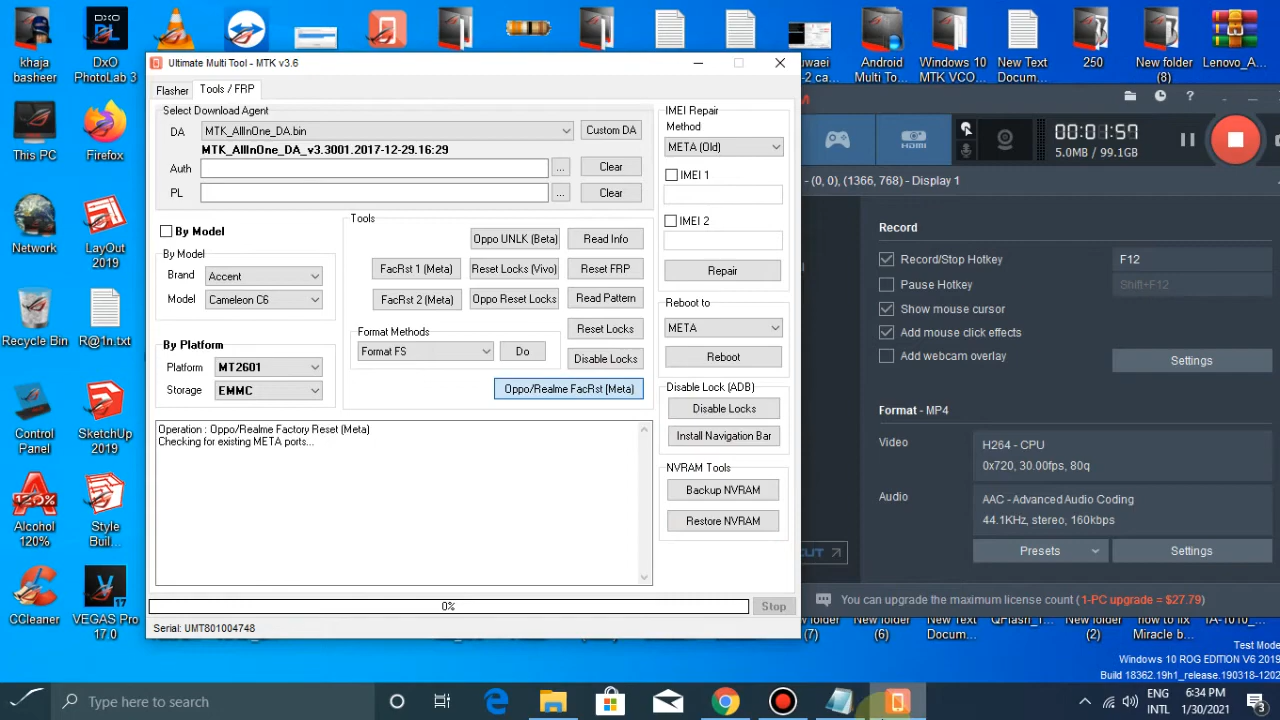 khaja
basheer
DxO
PhotoLab 3
This PC
Firefox
Network
LayOut
2019
Recycle Bin
R@1n.txt
Control
Panel
SketchUp
2019
Alcohol
120%
Style
Buil...
CCleaner
VEGAS Pro
17 0
Android
Multi To...
Windows 10
MTK VCO...
New Text
Docum...
250
New folder
(8)
Lenovo_A...
Ultimate Multi Tool - MTK v3.6
Flasher
Tools / FRP
Select Download Agent
DA
MTK_AllInOne_DA.bin
Custom DA
MTK_AllInOne_DA_v3.3001.2017-12-29.16:29
Auth
...
Clear
PL
...
Clear
By Model
By Model
Brand
Accent
Model
Cameleon C6
By Platform
Platform
MT2601
Storage
EMMC
Tools
Oppo UNLK (Beta)
Read Info
FacRst 1 (Meta)
Reset Locks (Vivo)
Reset FRP
FacRst 2 (Meta)
Oppo Reset Locks
Read Pattern
Format Methods
Reset Locks
Format FS
Do
Disable Locks
Oppo/Realme FacRst (Meta)
IMEI Repair
Method
META (Old)
IMEI 1
IMEI 2
Repair
Reboot to
META
Reboot
Disable Lock (ADB)
Disable Locks
Install Navigation Bar
NVRAM Tools
Backup NVRAM
Restore NVRAM
Operation : Oppo/Realme Factory Reset (Meta)
Checking for existing META ports...
0%
Stop
Serial: UMT801004748
HDMI
00:01:57
5.0MB / 99.1GB
- (0, 0), (1366, 768) - Display 1
Record
Record/Stop Hotkey
F12
Pause Hotkey
Shift+F12
Show mouse cursor
Add mouse click effects
Add webcam overlay
Settings
Format - MP4
Video
H264 - CPU
0x720, 30.00fps, 80q
Audio
AAC - Advanced Audio Coding
44.1KHz, stereo, 160kbps
Presets
Settings
You can upgrade the maximum license count (1-PC upgrade = $27.79)
(7)
(6)
New Text
Docum...
New folder
(2)
how to fix
Miracle b...
Test Mode
Windows 10 ROG EDITION V6 2019
Build 18362.19h1_release.190318-1202
Type here to search
ENG
INTL
6:34 PM
1/30/2021
3